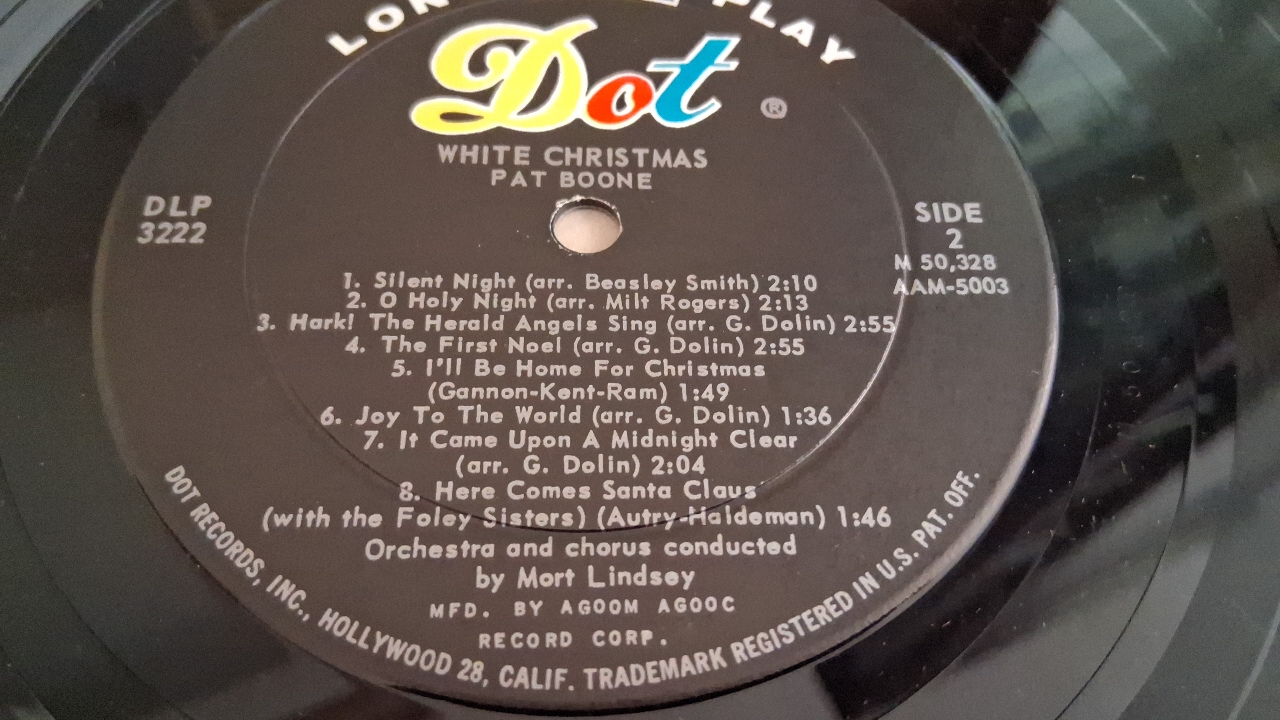 LON PLAY
Dot ®
WHITE CHRISTMAS
PAT BOONE
DLP
3222
SIDE
2
M 50,328
AAM-5003
1. Silent Night (arr. Beasley Smith) 2:10
2. O Holy Night (arr. Milt Rogers) 2:13
3. Hark! The Herald Angels Sing (arr. G. Dolin) 2:55
4. The First Noel (arr. G. Dolin) 2:55
5. I'll Be Home For Christmas
(Gannon-Kent-Ram) 1:49
6. Joy To The World (arr. G. Dolin) 1:36
7. It Came Upon A Midnight Clear
(arr. G. Dolin) 2:04
8. Here Comes Santa Claus
(with the Foley Sisters) (Autry-Haldeman) 1:46
Orchestra and chorus conducted
by Mort Lindsey
MFD. BY AGOOM AGOOC
RECORD CORP.
DOT RECORDS, INC., HOLLYWOOD 28, CALIF. TRADEMARK REGISTERED IN U.S. PAT. OFF.